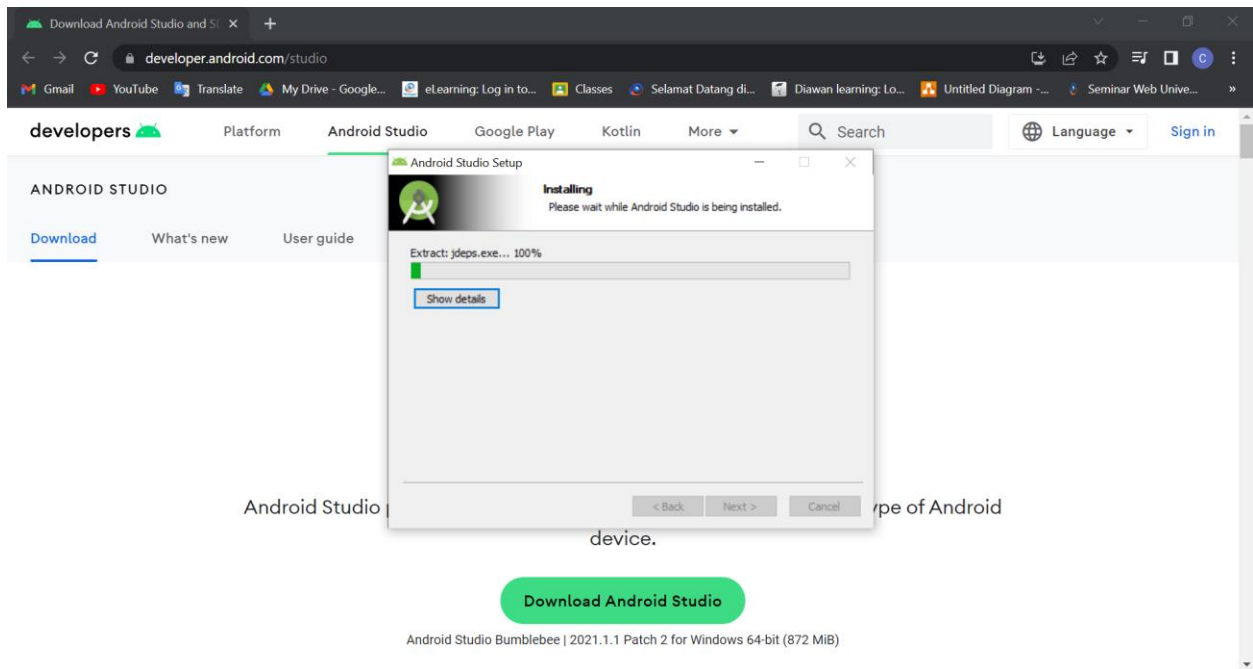 Download Android Studio and S
developer.android.com/studio
Gmail YouTube Translate My Drive - Google... eLearning: Log in to... Classes Selamat Datang di... Diawan learning: Lo... Untitled Diagram -... Seminar Web Unive... »
developers Platform Android Studio Google Play Kotlin More Search Language Sign in
Android Studio Setup
ANDROID STUDIO
Installing
Please wait while Android Studio is being installed.
Download What's new User guide
Extract: jdeps.exe... 100%
Show details
< Back Next > Cancel
Android Studio ype of Android
device.
Download Android Studio
Android Studio Bumblebee | 2021.1.1 Patch 2 for Windows 64-bit (872 MiB)